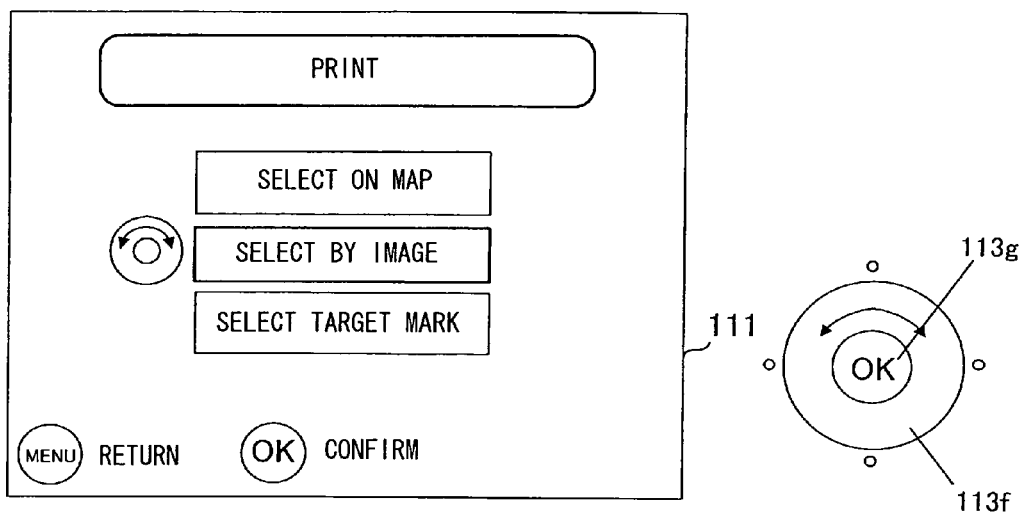 PRINT
SELECT ON MAP
SELECT BY IMAGE
SELECT TARGET MARK
MENU RETURN
OK CONFIRM
111
113g
OK
113f